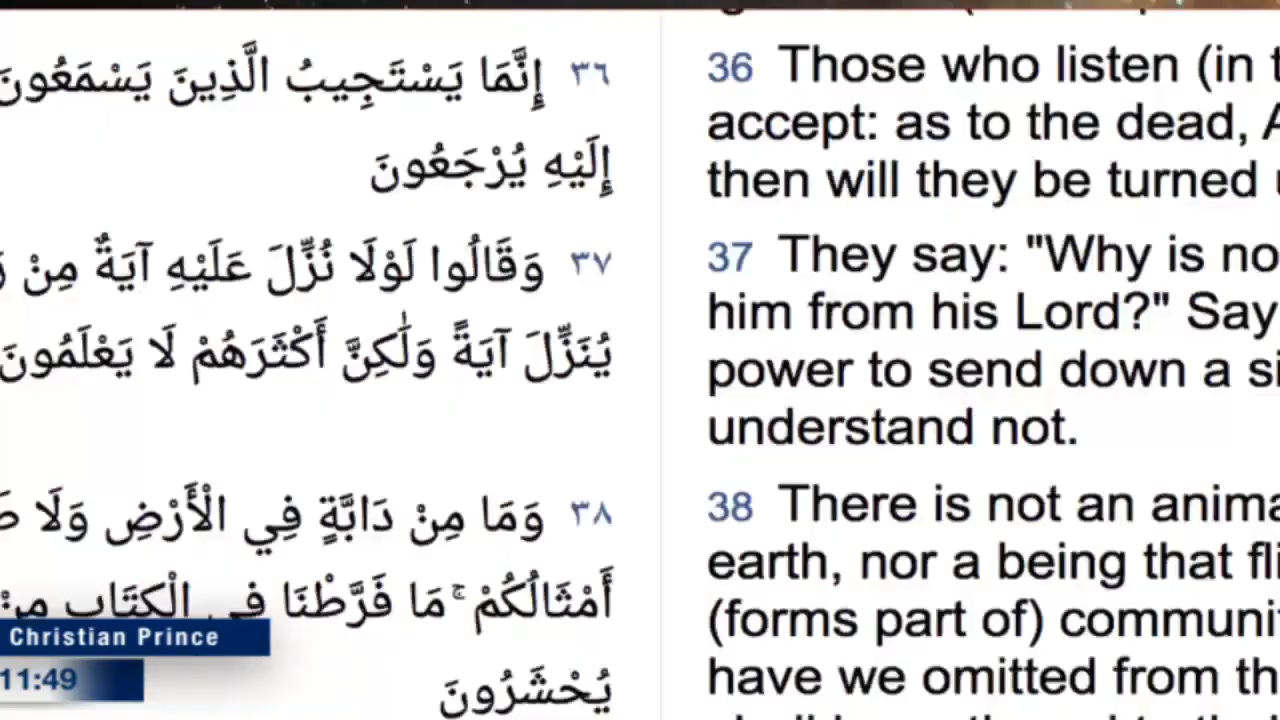 ٣٦ إِنَّمَا يَسْتَجِيبُ الَّذِينَ يَسْمَعُونَ
إِلَيْهِ يُرْجَعُونَ
٣٧ وَقَالُوا لَوْلَا نُزِّلَ عَلَيْهِ آيَةٌ مِنْ
يُنَزِّلَ آيَةً وَلَٰكِنَّ أَكْثَرَهُمْ لَا يَعْلَمُونَ
٣٨ وَمَا مِنْ دَابَّةٍ فِي الْأَرْضِ وَلَا
أَمْثَالُكُمْ ۚ مَا فَرَّطْنَا فِي الْكِتَابِ مِنْ
يُحْشَرُونَ
36 Those who listen (in
accept: as to the dead,
then will they be turned
37 They say: "Why is no
him from his Lord?" Say
power to send down a si
understand not.
38 There is not an anima
earth, nor a being that fli
(forms part of) communi
have we omitted from th
Christian Prince
11:49